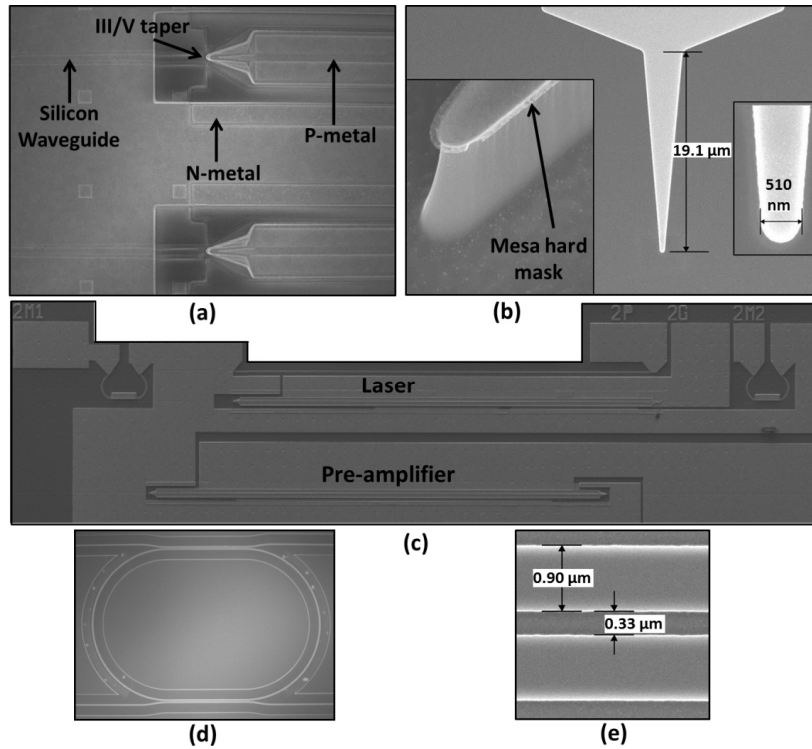 III/V taper
Silicon
Waveguide
N-metal
P-metal
(a)
19.1 µm
510
nm
Mesa hard
mask
(b)
2M1
2P 2G 2M2
Laser
Pre-amplifier
(c)
0.90 µm
0.33 µm
(d)
(e)